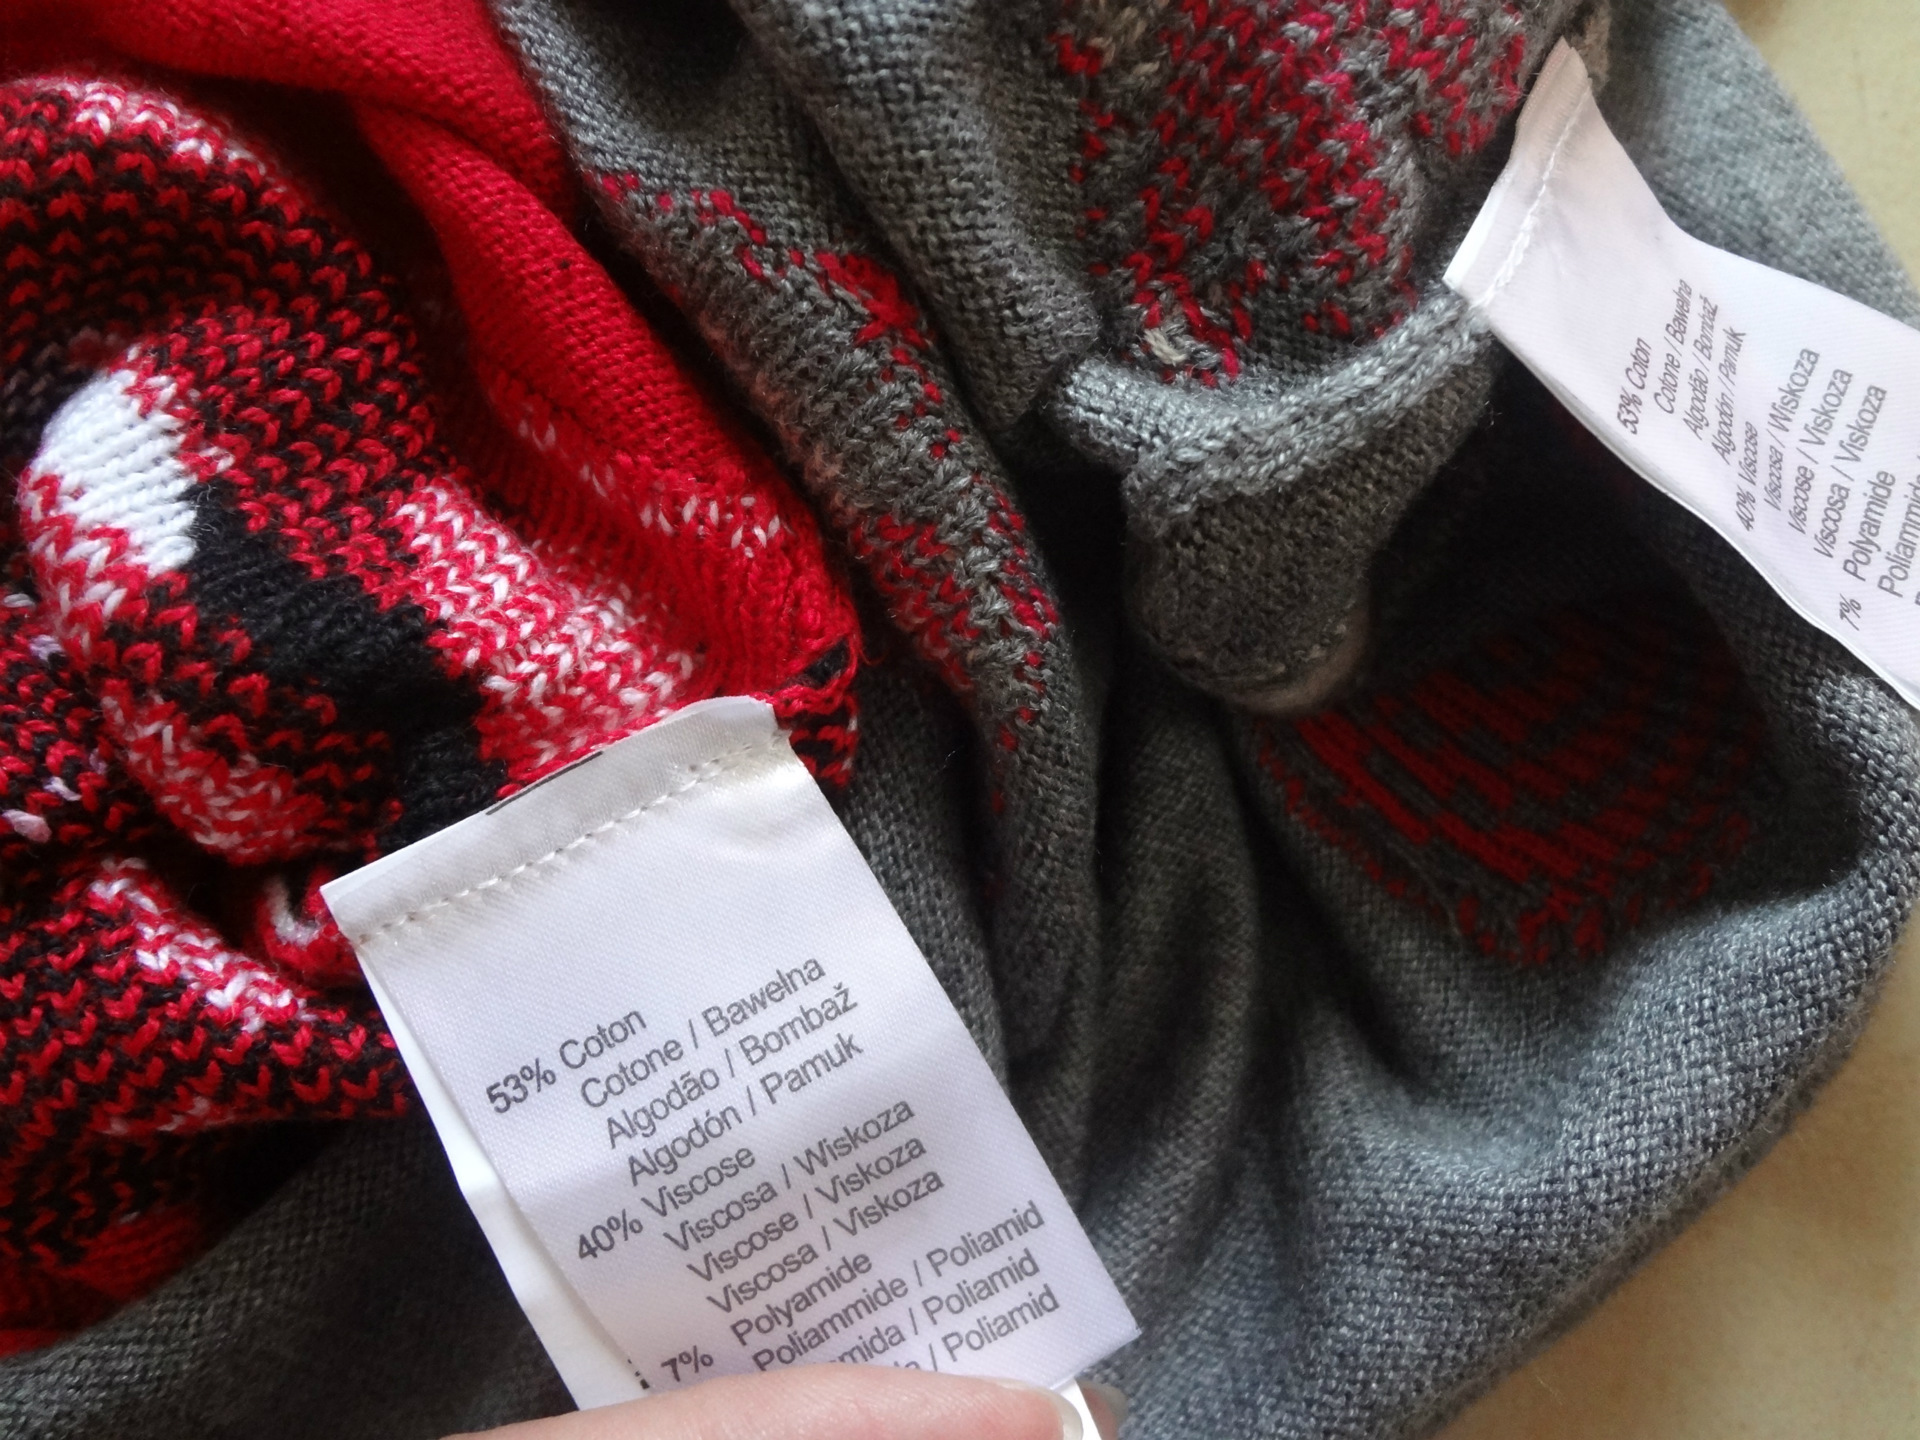 53% Coton
Cotone / Bawełna
Algodão / Bombaž
Algodón / Pamuk
40% Viscose
Viscosa / Wiskoza
Viscose / Viskoza
Viscosa / Viskoza
7% Polyamide
Poliammide / Poliamid
mida / Poliamid
/ Poliamid
53% Coton
Cotone / Bawełna
Algodão / Bombaž
Algodón / Pamuk
40% Viscose
Viscosa / Wiskoza
Viscose / Viskoza
Viscosa / Viskoza
7% Polyamide
Poliammide